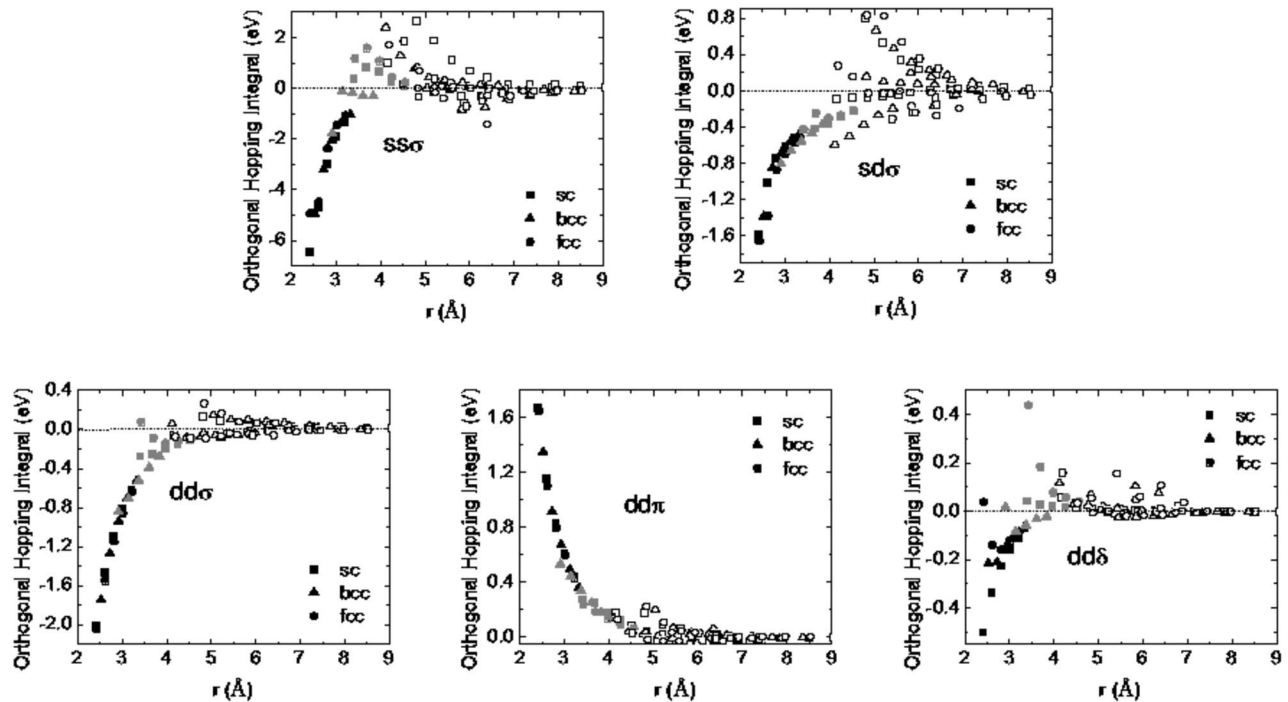 Orthogonal Hopping Integral (eV)
2
0
-2
-4
-6
ssσ
sc
bcc
fcc
2 3 4 5 6 7 8 9
r (Å)
Orthogonal Hopping Integral (eV)
0.8
0.4
0.0
-0.4
-0.8
-1.2
-1.6
sdσ
sc
bcc
fcc
2 3 4 5 6 7 8 9
r (Å)
Orthogonal Hopping Integral (eV)
0.4
0.0
-0.4
-0.8
-1.2
-1.6
-2.0
ddσ
sc
bcc
fcc
2 3 4 5 6 7 8 9
r (Å)
Orthogonal Hopping Integral (eV)
1.6
1.2
0.8
0.4
0.0
ddπ
sc
bcc
fcc
2 3 4 5 6 7 8 9
r (Å)
Orthogonal Hopping Integral (eV)
0.4
0.2
0.0
-0.2
-0.4
ddδ
sc
bcc
fcc
2 3 4 5 6 7 8 9
r (Å)